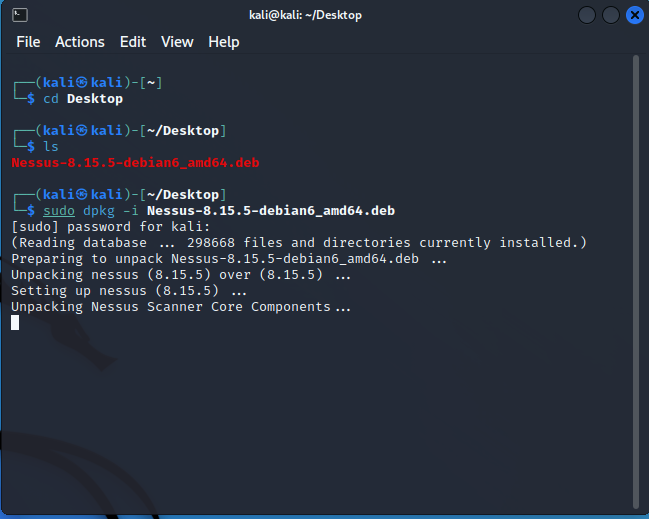 kali@kali: ~/Desktop
File Actions Edit View Help
┌──(kali㉿kali)-[~]
└─$ cd Desktop
┌──(kali㉿kali)-[~/Desktop]
└─$ ls
Nessus-8.15.5-debian6_amd64.deb
┌──(kali㉿kali)-[~/Desktop]
└─$ sudo dpkg -i Nessus-8.15.5-debian6_amd64.deb
[sudo] password for kali:
(Reading database ... 298668 files and directories currently installed.)
Preparing to unpack Nessus-8.15.5-debian6_amd64.deb ...
Unpacking nessus (8.15.5) over (8.15.5) ...
Setting up nessus (8.15.5) ...
Unpacking Nessus Scanner Core Components...